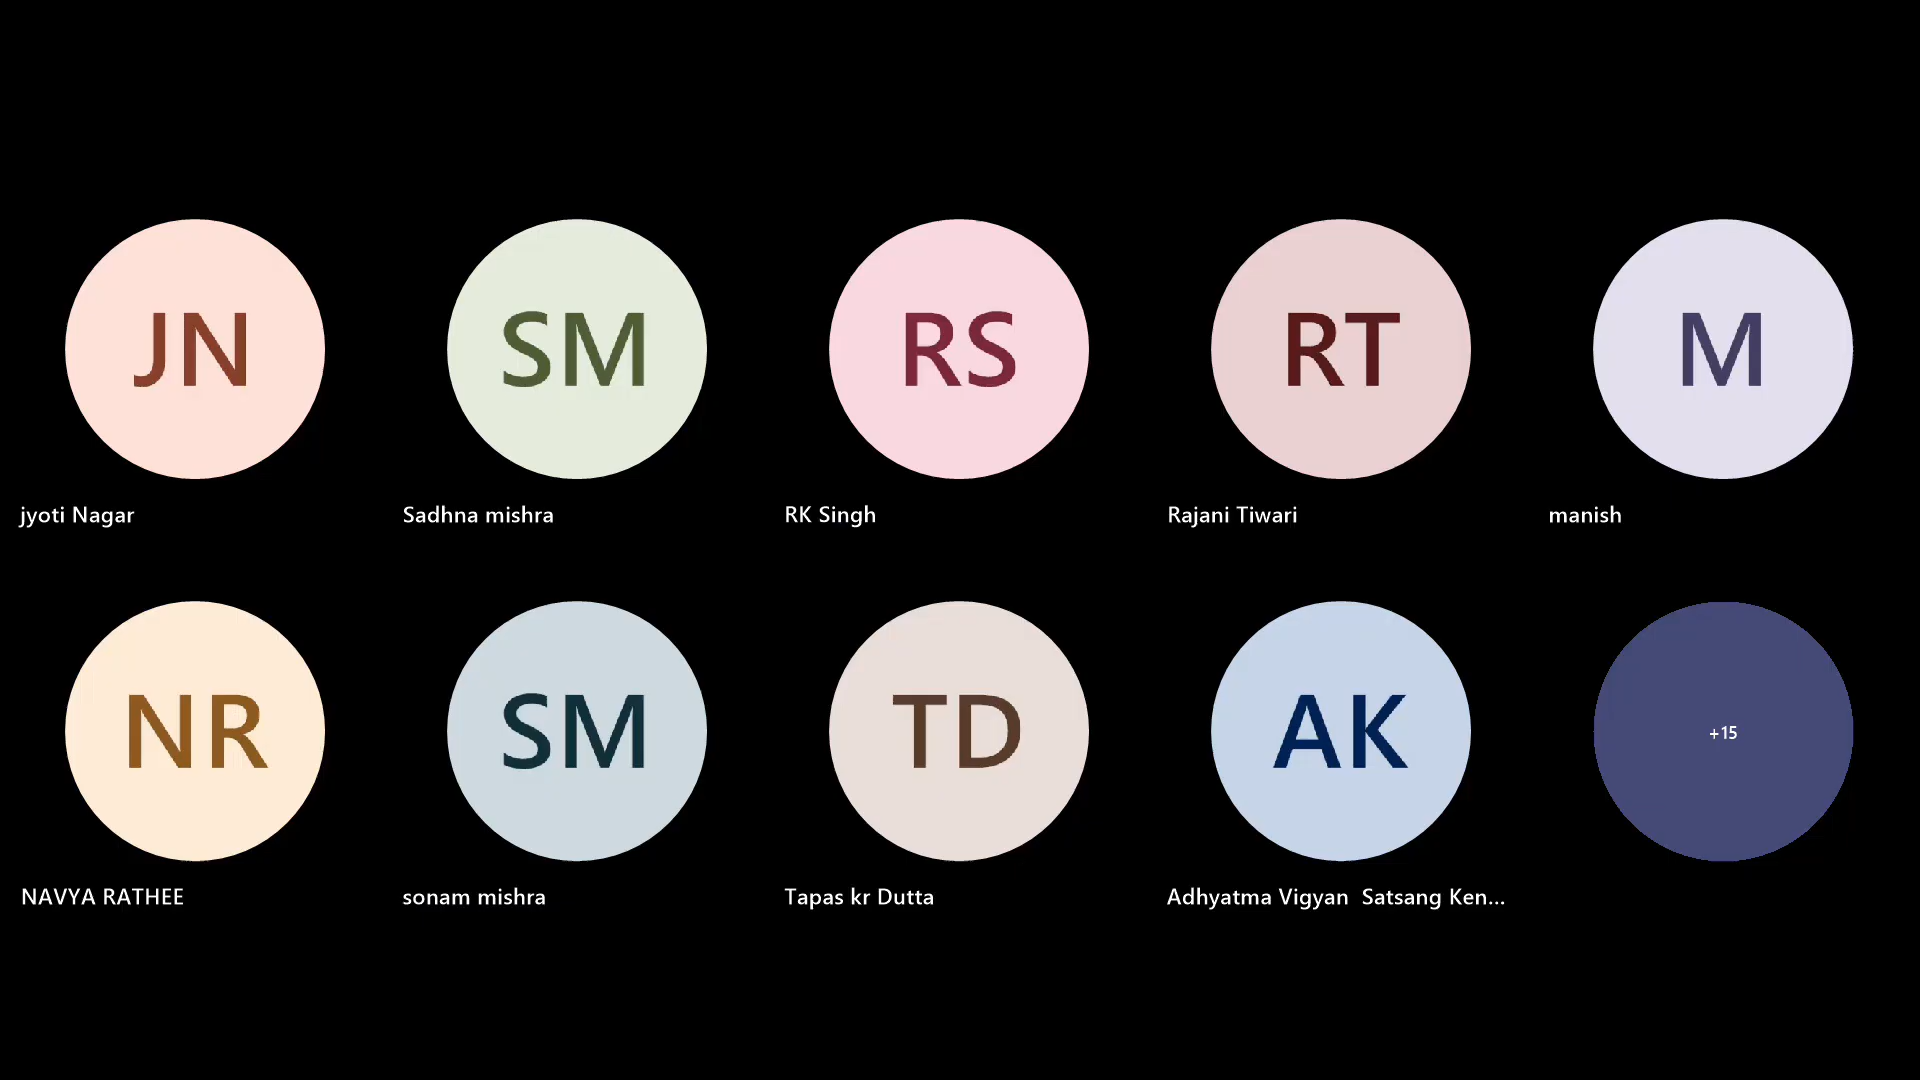 JN
SM
RS
RT
M
jyoti Nagar
Sadhna mishra
RK Singh
Rajani Tiwari
manish
NR
SM
TD
AK
+15
NAVYA RATHEE
sonam mishra
Tapas kr Dutta
Adhyatma Vigyan  Satsang Ken...